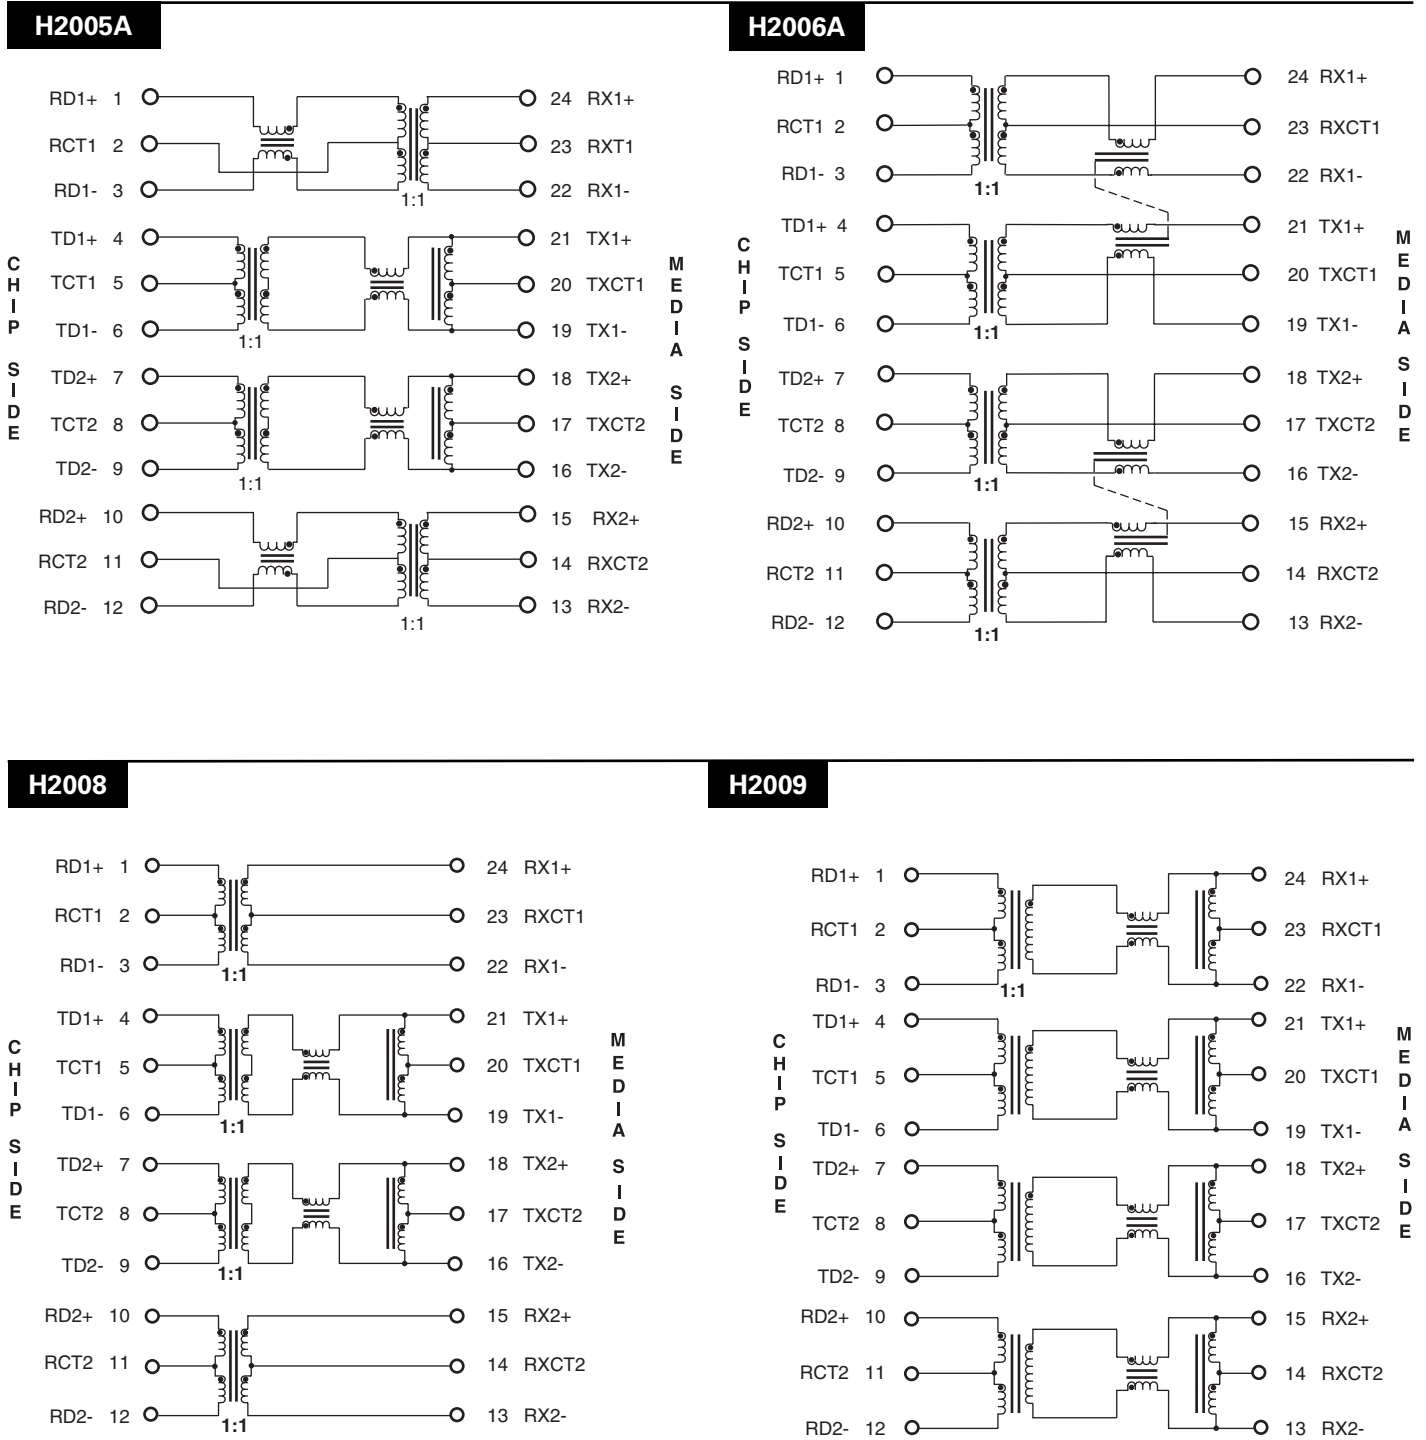 H2005A
RD1+ 1
24 RX1+
RCT1 2
23 RXT1
RD1- 3
22 RX1-
1:1
TD1+ 4
21 TX1+
TCT1 5
20 TXCT1
TD1- 6
19 TX1-
1:1
TD2+ 7
18 TX2+
TCT2 8
17 TXCT2
TD2- 9
16 TX2-
1:1
RD2+ 10
15 RX2+
RCT2 11
14 RXCT2
RD2- 12
13 RX2-
1:1
CHIP SIDE
MEDIA SIDE
H2006A
RD1+ 1
24 RX1+
RCT1 2
23 RXCT1
RD1- 3
22 RX1-
1:1
TD1+ 4
21 TX1+
TCT1 5
20 TXCT1
TD1- 6
19 TX1-
1:1
TD2+ 7
18 TX2+
TCT2 8
17 TXCT2
TD2- 9
16 TX2-
1:1
RD2+ 10
15 RX2+
RCT2 11
14 RXCT2
RD2- 12
13 RX2-
1:1
CHIP SIDE
MEDIA SIDE
H2008
RD1+ 1
24 RX1+
RCT1 2
23 RXCT1
RD1- 3
22 RX1-
1:1
TD1+ 4
21 TX1+
TCT1 5
20 TXCT1
TD1- 6
19 TX1-
1:1
TD2+ 7
18 TX2+
TCT2 8
17 TXCT2
TD2- 9
16 TX2-
1:1
RD2+ 10
15 RX2+
RCT2 11
14 RXCT2
RD2- 12
13 RX2-
1:1
CHIP SIDE
MEDIA SIDE
H2009
RD1+ 1
24 RX1+
RCT1 2
23 RXCT1
RD1- 3
22 RX1-
1:1
TD1+ 4
21 TX1+
TCT1 5
20 TXCT1
TD1- 6
19 TX1-
TD2+ 7
18 TX2+
TCT2 8
17 TXCT2
TD2- 9
16 TX2-
RD2+ 10
15 RX2+
RCT2 11
14 RXCT2
RD2- 12
13 RX2-
CHIP SIDE
MEDIA SIDE